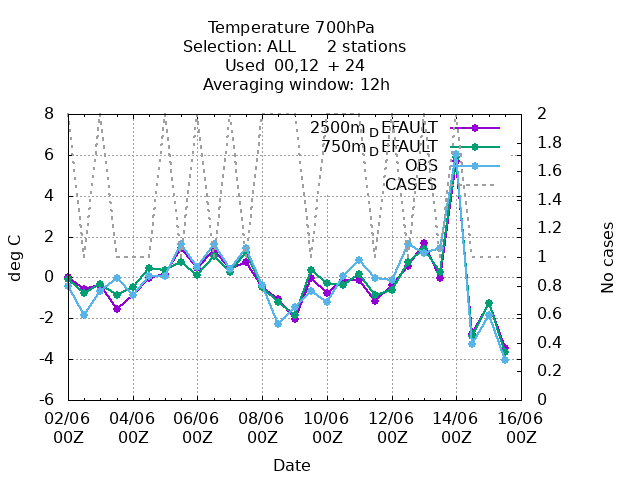 Temperature 700hPa
Selection: ALL 2 stations
Used 00,12 + 24
Averaging window: 12h
8 2
2500m DEFAULT
750m DEFAULT
OBS
CASES
6 1.8
4 1.6
2 1.4
0 1.2
-2 1
-4 0.8
-6 0.6
0.4
0.2
0
deg C
No cases
02/06 04/06 06/06 08/06 10/06 12/06 14/06 16/06
00Z 00Z 00Z 00Z 00Z 00Z 00Z 00Z
Date